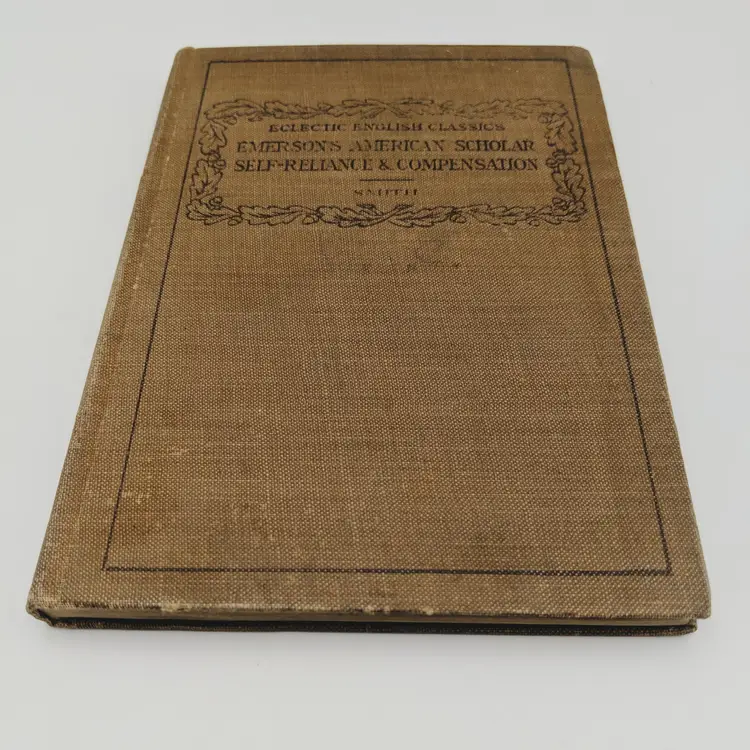 ECLECTIC ENGLISH CLASSICS
EMERSON'S AMERICAN SCHOLAR
SELF-RELIANCE & COMPENSATION
SMITH